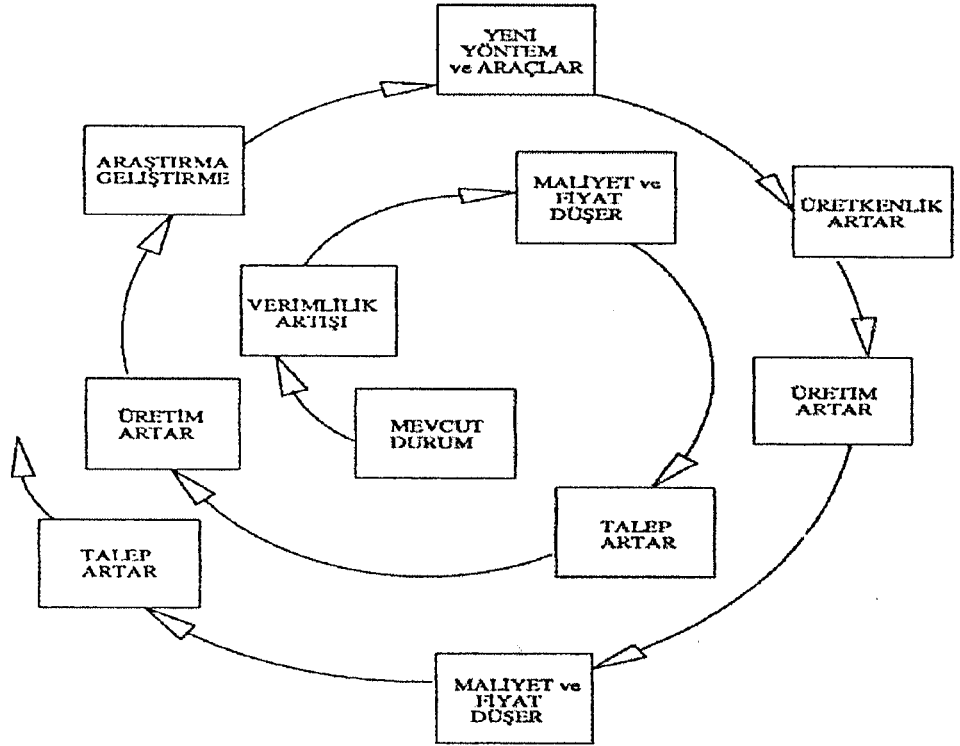 YENİ
YÖNTEM
ve ARAÇLAR
ARAŞTIRMA
GELİŞTİRME
MALİYET ve
FİYAT
DÜŞER
ÜRETKENLİK
ARTAR
VERİMLİLİK
ARTIŞI
ÜRETİM
ARTAR
MEVCUT
DURUM
ÜRETİM
ARTAR
TALEP
ARTAR
TALEP
ARTAR
MALİYET ve
FİYAT
DÜŞER